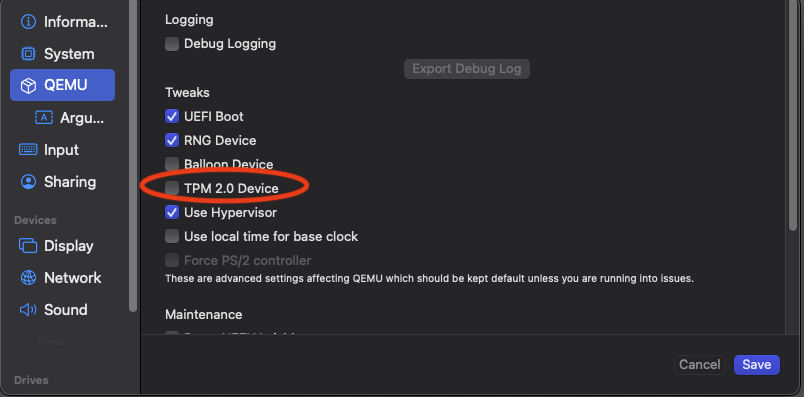 Informa...
System
QEMU
Argu...
Input
Sharing
Devices
Display
Network
Sound
Drives
Logging
Debug Logging
Export Debug Log
Tweaks
UEFI Boot
RNG Device
Balloon Device
TPM 2.0 Device
Use Hypervisor
Use local time for base clock
Force PS/2 controller
These are advanced settings affecting QEMU which should be kept default unless you are running into issues.
Maintenance
Cancel
Save